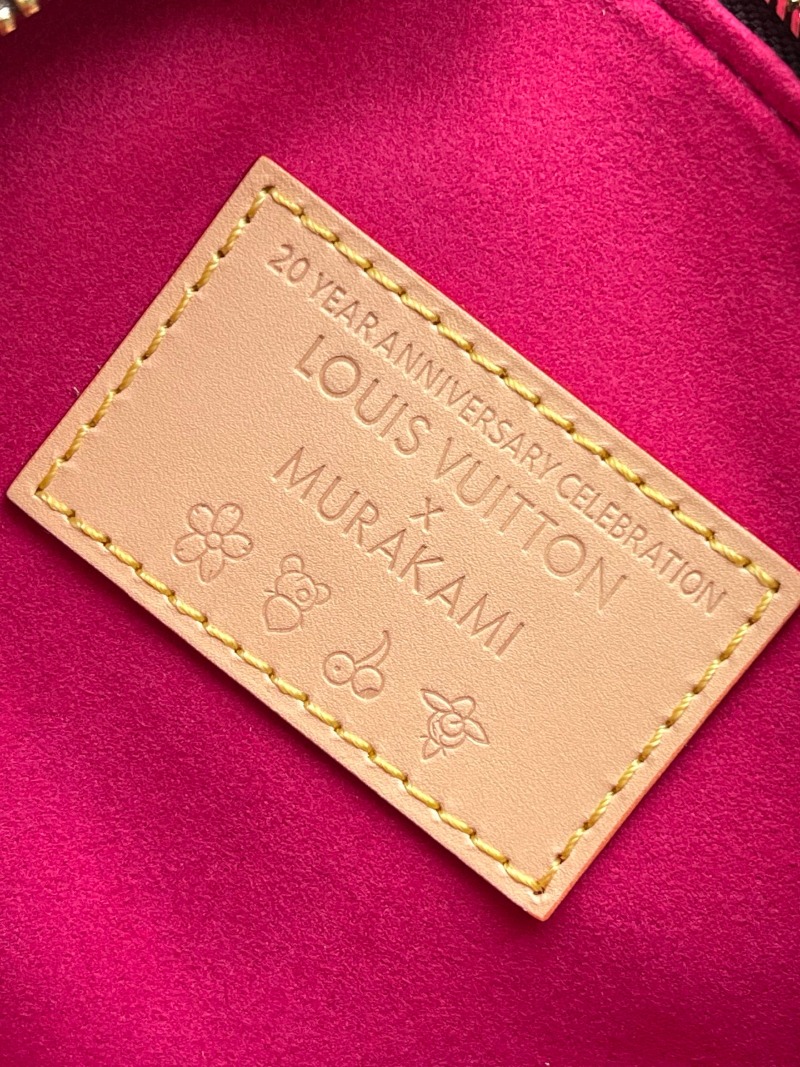 20 YEAR ANNIVERSARY CELEBRATION
LOUIS VUITTON
x
MURAKAMI